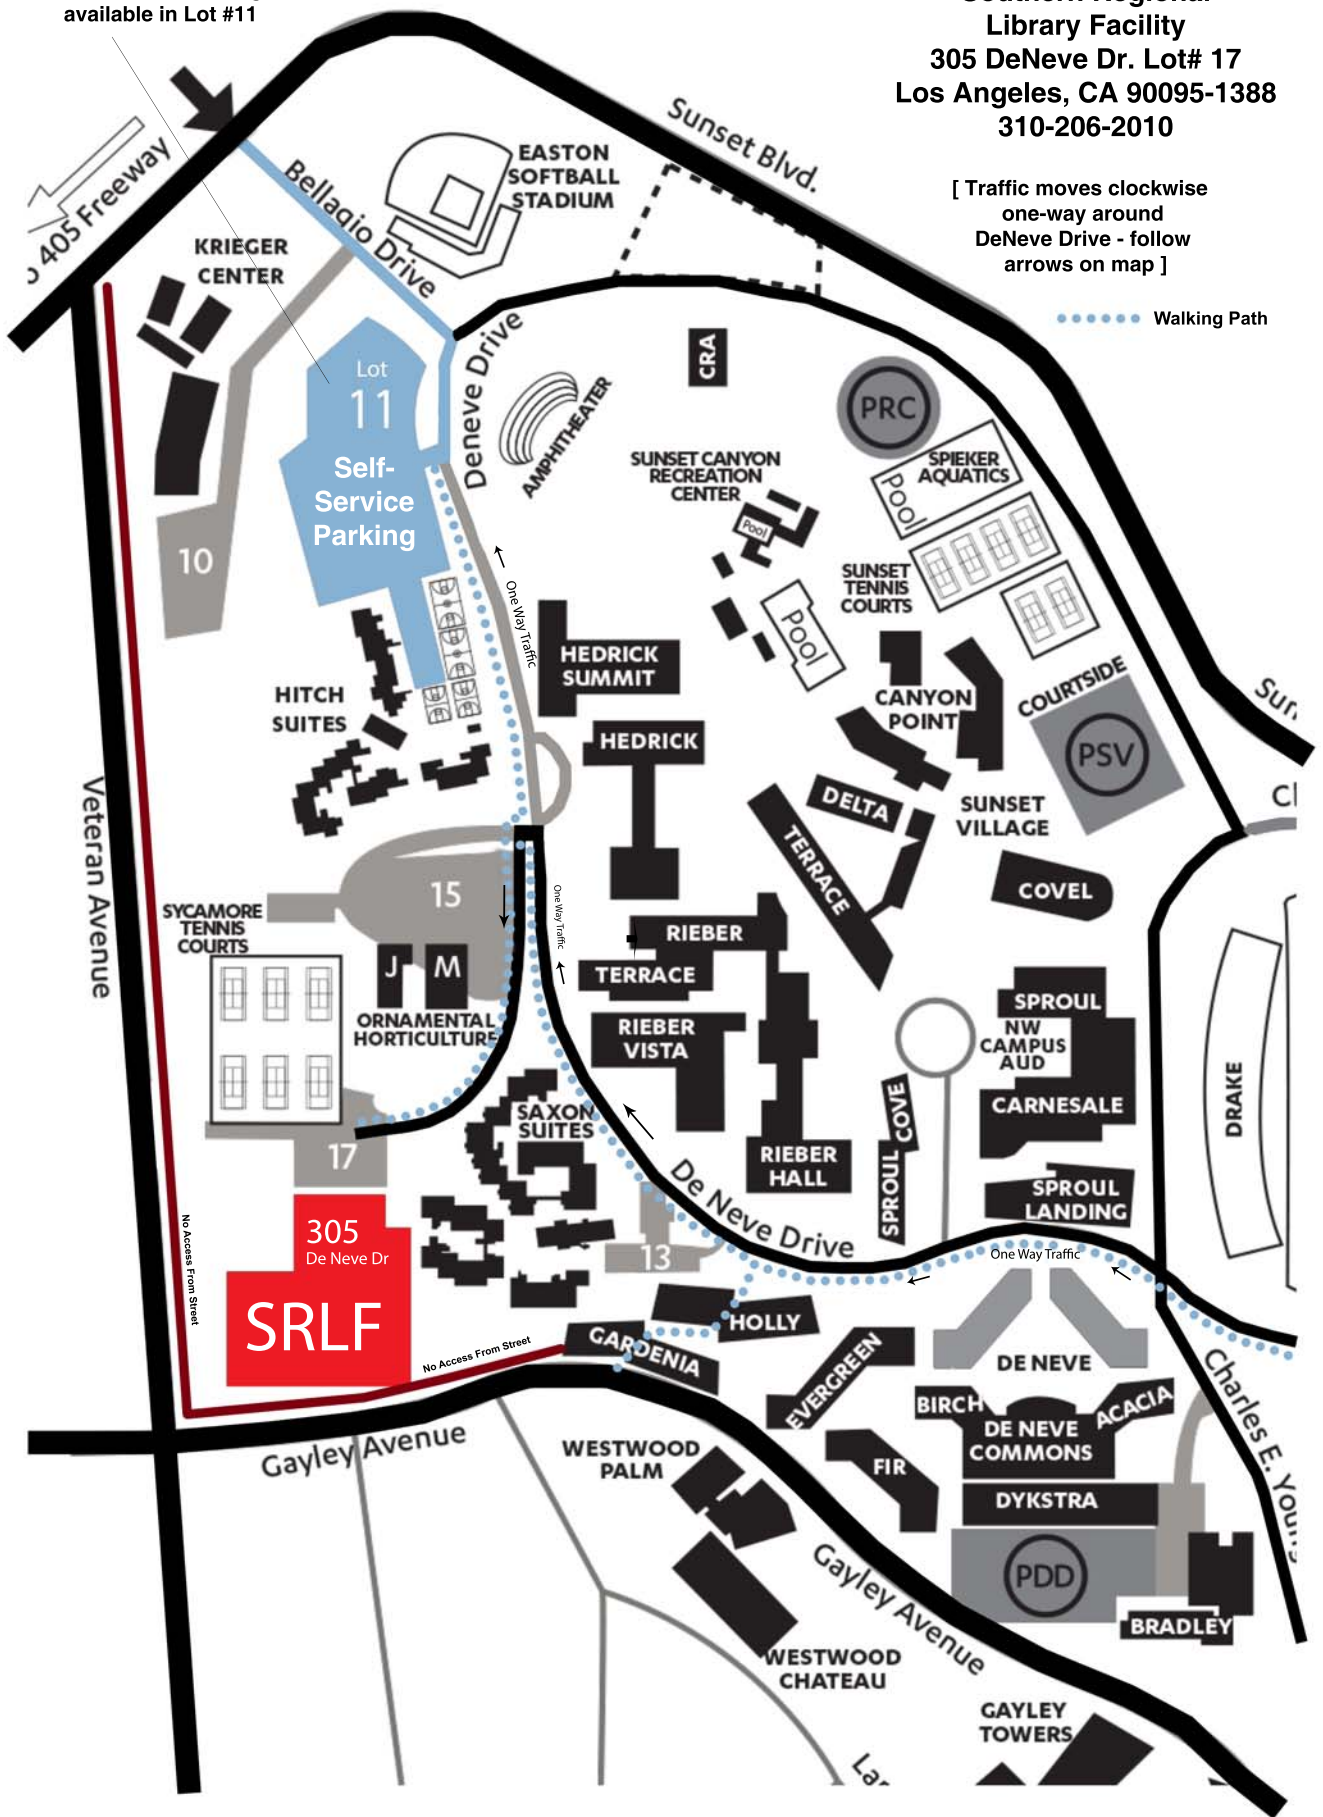 available in Lot #11
Library Facility
305 DeNeve Dr. Lot# 17
Los Angeles, CA 90095-1388
310-206-2010
[ Traffic moves clockwise
one-way around
DeNeve Drive - follow
arrows on map ]
Walking Path
Sunset Blvd.
405 Freeway
Bellagio Drive
EASTON
SOFTBALL
STADIUM
KRIEGER
CENTER
Deneve Drive
Lot
11
Self-
Service
Parking
AMPHITHEATER
CRA
PRC
SUNSET CANYON
RECREATION
CENTER
Pool
SPIEKER
AQUATICS
Pool
10
SUNSET
TENNIS
COURTS
Pool
One Way Traffic
HEDRICK
SUMMIT
HITCH
SUITES
CANYON
POINT
COURTSIDE
PSV
HEDRICK
DELTA
SUNSET
VILLAGE
TERRACE
Veteran Avenue
15
COVEL
SYCAMORE
TENNIS
COURTS
One Way Traffic
RIEBER
TERRACE
J
M
ORNAMENTAL
HORTICULTURE
RIEBER
VISTA
SPROUL
NW
CAMPUS
AUD
CARNESALE
DRAKE
SAXON
SUITES
SPROUL COVE
17
RIEBER
HALL
SPROUL
LANDING
De Neve Drive
305
De Neve Dr
SRLF
13
One Way Traffic
No Access From Street
HOLLY
GARDENIA
No Access From Street
EVERGREEN
DE NEVE
BIRCH
ACACIA
DE NEVE
COMMONS
Charles E.
Gayley Avenue
WESTWOOD
PALM
FIR
DYKSTRA
PDD
BRADLEY
Gayley Avenue
WESTWOOD
CHATEAU
GAYLEY
TOWERS